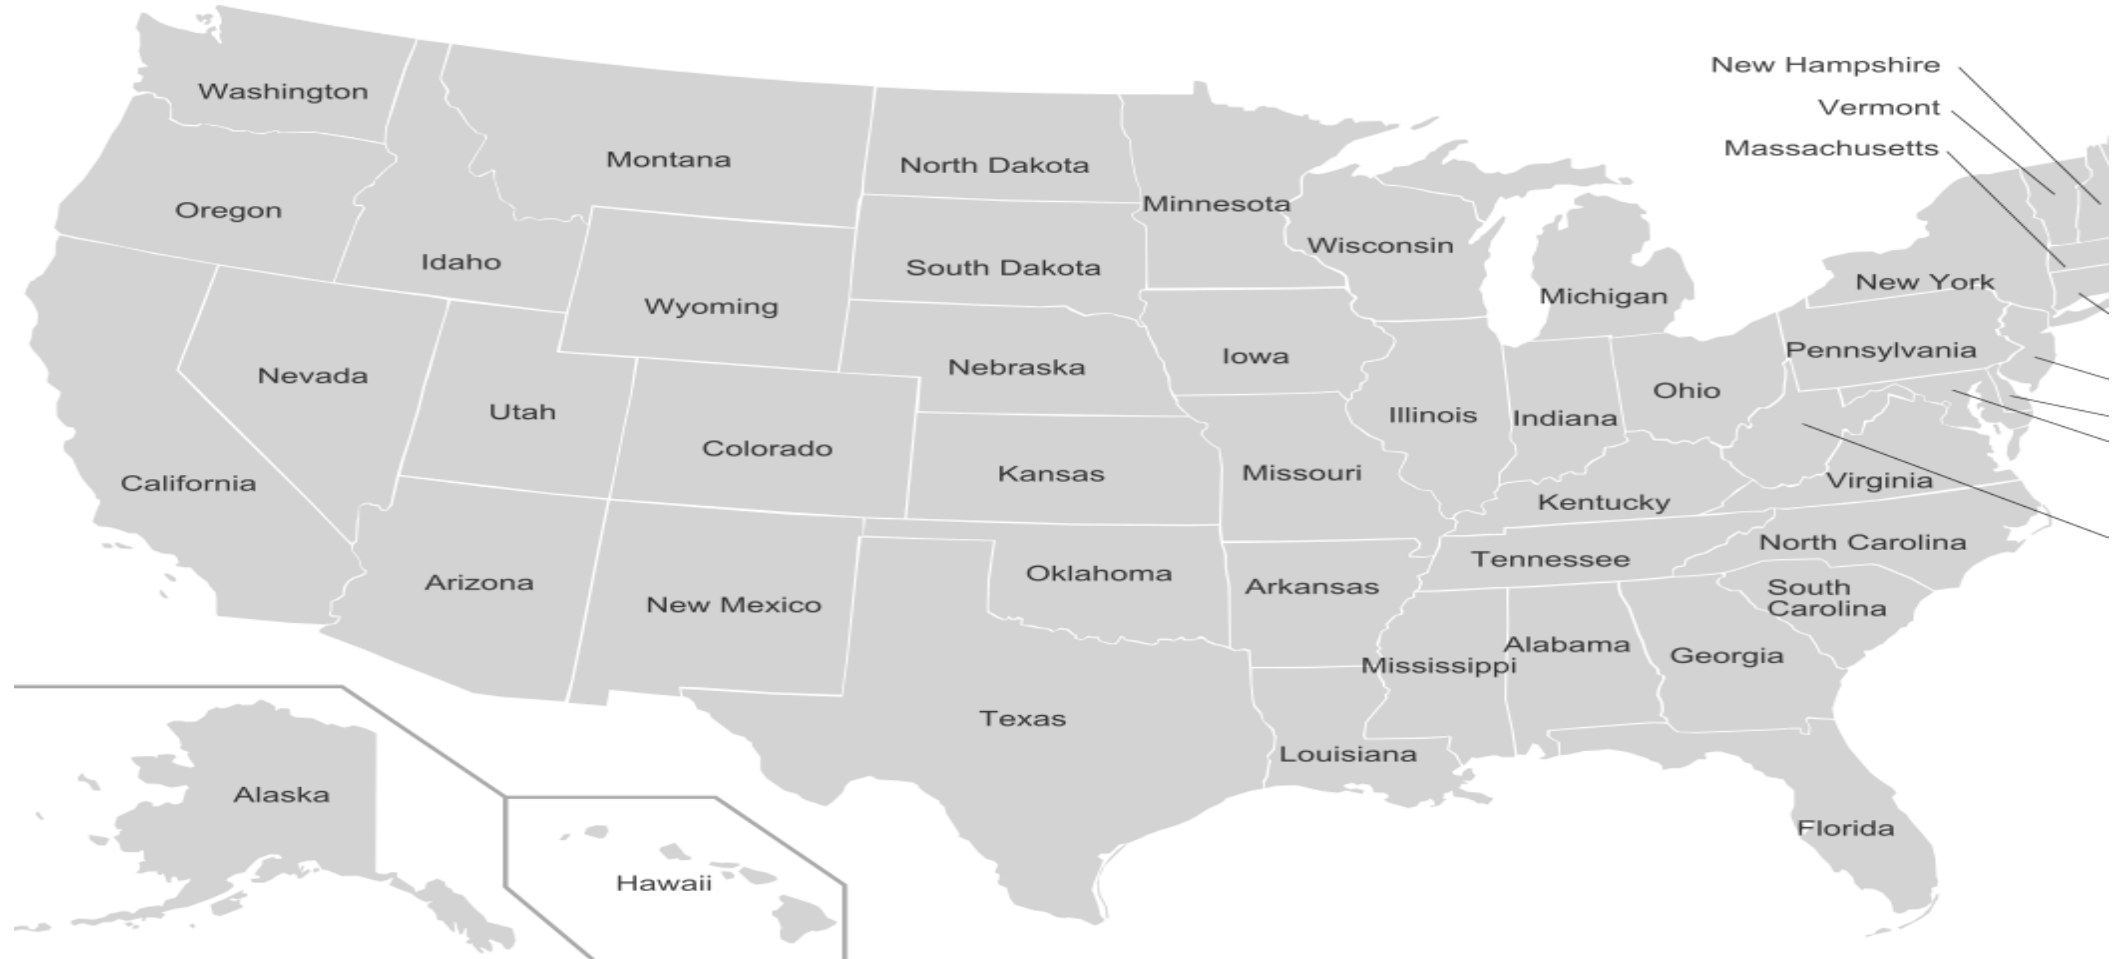 New Hampshire
Washington
Vermont
Massachusetts
Montana
North Dakota
Minnesota
Oregon
Wisconsin
Idaho
South Dakota
New York
Michigan
Wyoming
Pennsylvania
Iowa
Nebraska
Nevada
Ohio
Utah
Illinois
Indiana
Colorado
Missouri
Kansas
Virginia
California
Kentucky
North Carolina
Tennessee
Oklahoma
Arizona
Arkansas
South
Carolina
New Mexico
Alabama
Georgia
Mississippi
Texas
Louisiana
Alaska
Florida
Hawaii